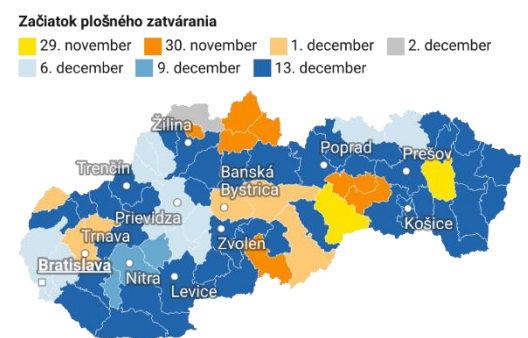 Začiatok plošného zatvárania
29. november 30. november 1. december 2. december
6. december 9. december 13. december
Žilina
Poprad
Prešov
Trenčín
Banská
Bystrica
Prievidza
Košice
Trnava
Zvolen
Bratislava
Nitra
Levice